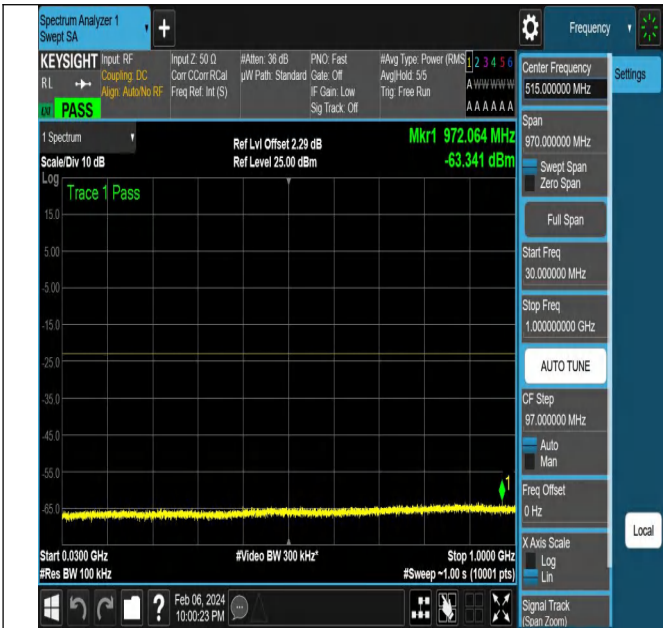 Spectrum Analyzer 1
Swept SA
Frequency
KEYSIGHT
Input: RF
Coupling: DC
Align: Auto/No RF
Input Z: 50 Ω
Corr CCorr RCal
Freq Ref: Int (S)
#Atten: 36 dB
µW Path: Standard
PNO: Fast
Gate: Off
IF Gain: Low
Sig Track: Off
#Avg Type: Power (RMS
Avg|Hold: 5/5
Trig: Free Run
1 2 3 4 5 6
A W W W W W
A A A A A A
R L
PASS
1 Spectrum
Scale/Div 10 dB
Ref Lvl Offset 2.29 dB
Ref Level 25.00 dBm
Mkr1 972.064 MHz
-63.341 dBm
Log
Trace 1 Pass
15.0
5.00
-5.00
-15.0
-25.0
-35.0
-45.0
-55.0
-65.0
1
Start 0.0300 GHz
#Video BW 300 kHz*
Stop 1.0000 GHz
#Res BW 100 kHz
#Sweep ~1.00 s (10001 pts)
Center Frequency
515.000000 MHz
Settings
Span
970.000000 MHz
Swept Span
Zero Span
Full Span
Start Freq
30.000000 MHz
Stop Freq
1.000000000 GHz
AUTO TUNE
CF Step
97.000000 MHz
Auto
Man
Freq Offset
0 Hz
Local
X Axis Scale
Log
Lin
Signal Track
(Span Zoom)
Feb 06, 2024
10:00:23 PM